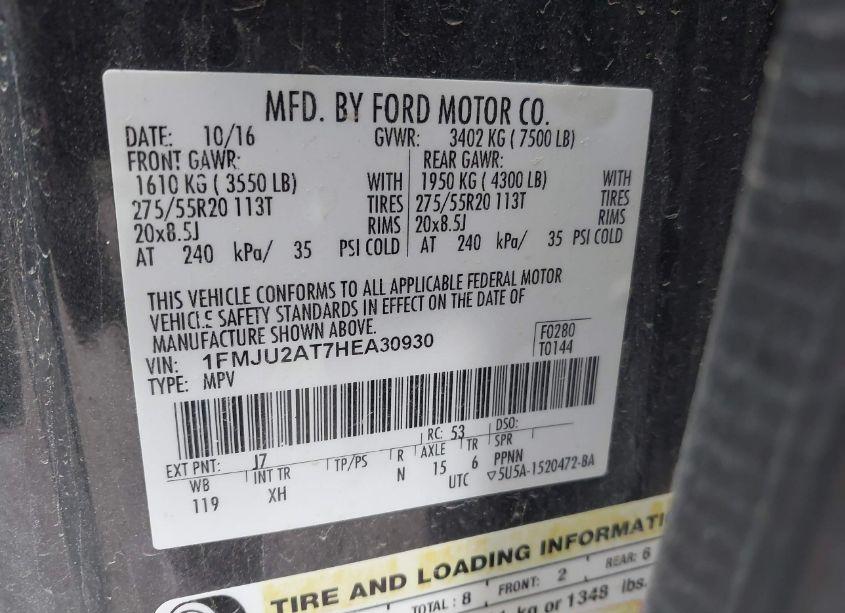 MFD. BY FORD MOTOR CO.
DATE: 10/16 GVWR: 3402 KG ( 7500 LB)
FRONT GAWR: REAR GAWR:
1610 KG ( 3550 LB) WITH 1950 KG ( 4300 LB) WITH
275/55R20 113T TIRES 275/55R20 113T TIRES
20x8.5J RIMS 20x8.5J RIMS
AT 240 kPa/ 35 PSI COLD AT 240 kPa/ 35 PSI COLD
THIS VEHICLE CONFORMS TO ALL APPLICABLE FEDERAL MOTOR
VEHICLE SAFETY STANDARDS IN EFFECT ON THE DATE OF
MANUFACTURE SHOWN ABOVE.
VIN: 1FMJU2AT7HEA30930 F0280
TYPE: MPV T0144
EXT PNT: J7 RC: 53 DSO:
WB INT TR TP/PS R AXLE TR SPR
119 XH N 15 6 PPNN
UTC ▽5U5A-1520472-BA
TIRE AND LOADING INFORMATI
TOTAL : 8 FRONT: 2 REAR: 6
kg or 1348 lbs.